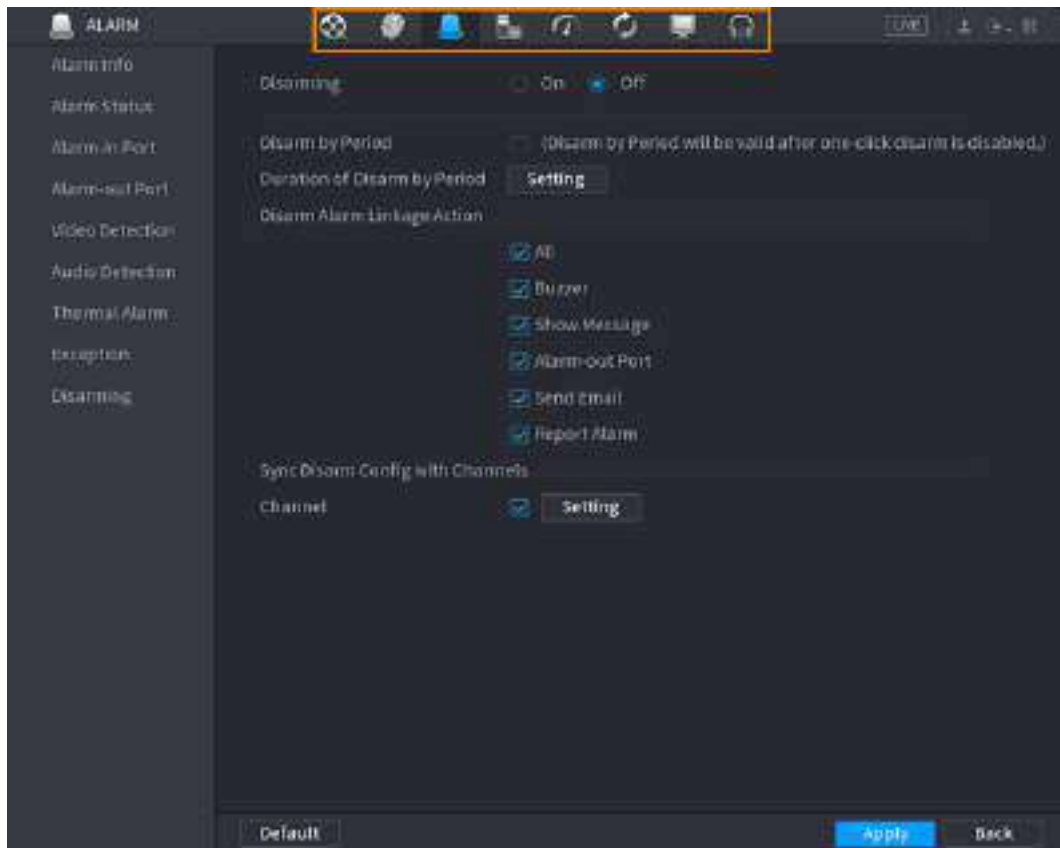 ALARM
LIVE
Alarm Info
Alarm Status
Alarm-in Port
Alarm-out Port
Video Detection
Audio Detection
Thermal Alarm
Exception
Disarming
Disarming On Off
Disarm by Period (Disarm by Period will be valid after one-click disarm is disabled.)
Duration of Disarm by Period Setting
Disarm Alarm Linkage Action
All
Buzzer
Show Message
Alarm-out Port
Send Email
Report Alarm
Sync Disarm Config with Channels
Channel Setting
Default Apply Back